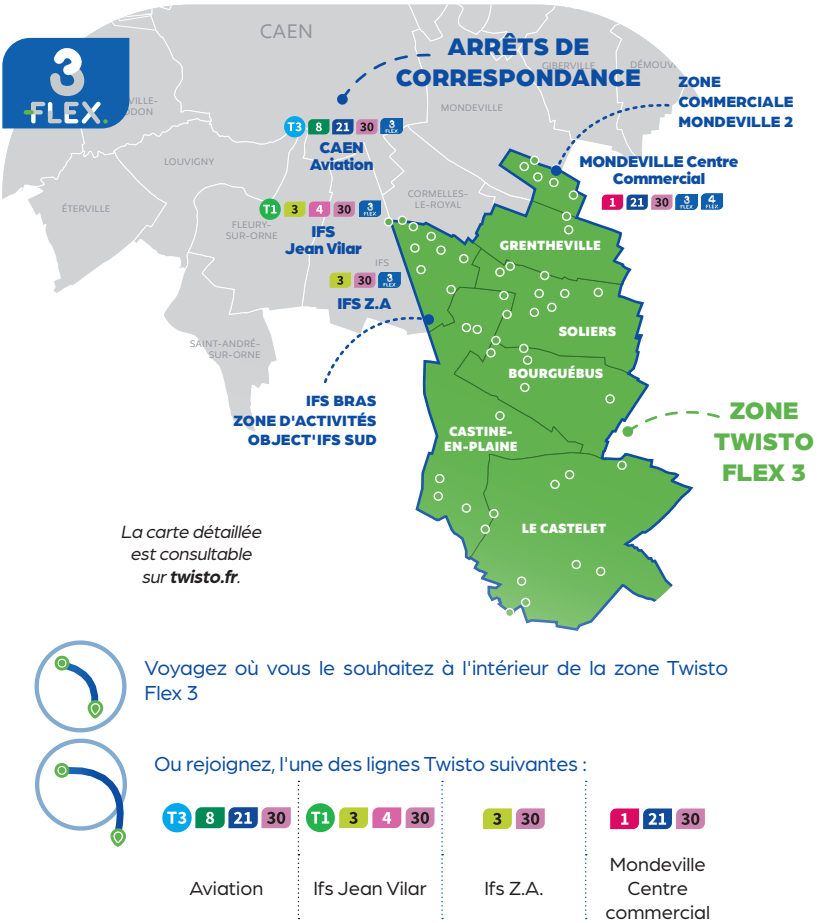 3
FLEX.
CAEN
ARRÊTS DE
CORRESPONDANCE
GIBERVILLE
DÉMOUV
ZONE
COMMERCIALE
MONDEVILLE 2
VILLE-
ODON
MONDEVILLE
T3 8 21 30 3 FLEX
CAEN
Aviation
LOUVIGNY
MONDEVILLE Centre
Commercial
1 21 30 3 FLEX 4 FLEX
ÉTERVILLE
CORMELLES-
LE-ROYAL
T1 3 4 30 3 FLEX
FLEURY-
SUR-ORNE
IFS
Jean Vilar
GRENTHEVILLE
IFS
3 30 3 FLEX
IFS Z.A
SOLIERS
SAINT-ANDRÉ-
SUR-ORNE
BOURGUÉBUS
IFS BRAS
ZONE D'ACTIVITÉS
OBJECT'IFS SUD
ZONE
TWISTO
FLEX 3
CASTINE-
EN-PLAINE
LE CASTELET
La carte détaillée
est consultable
sur twisto.fr.
Voyagez où vous le souhaitez à l'intérieur de la zone Twisto
Flex 3
Ou rejoignez, l'une des lignes Twisto suivantes :
T3 8 21 30
Aviation
T1 3 4 30
Ifs Jean Vilar
3 30
Ifs Z.A.
1 21 30
Mondeville
Centre
commercial